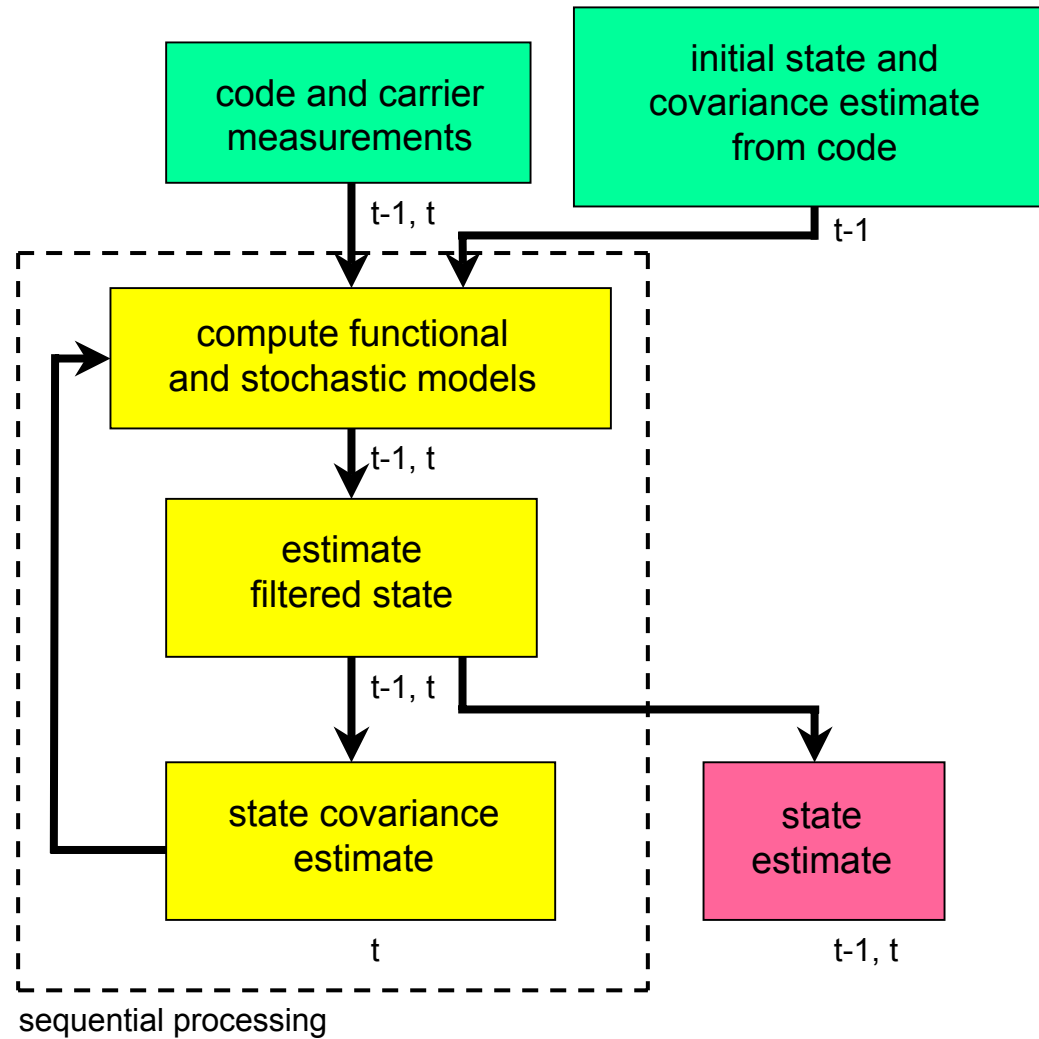 code and carrier
measurements
initial state and
covariance estimate
from code
t-1, t
t-1
compute functional
and stochastic models
t-1, t
estimate
filtered state
t-1, t
state covariance
estimate
state
estimate
t
t-1, t
sequential processing